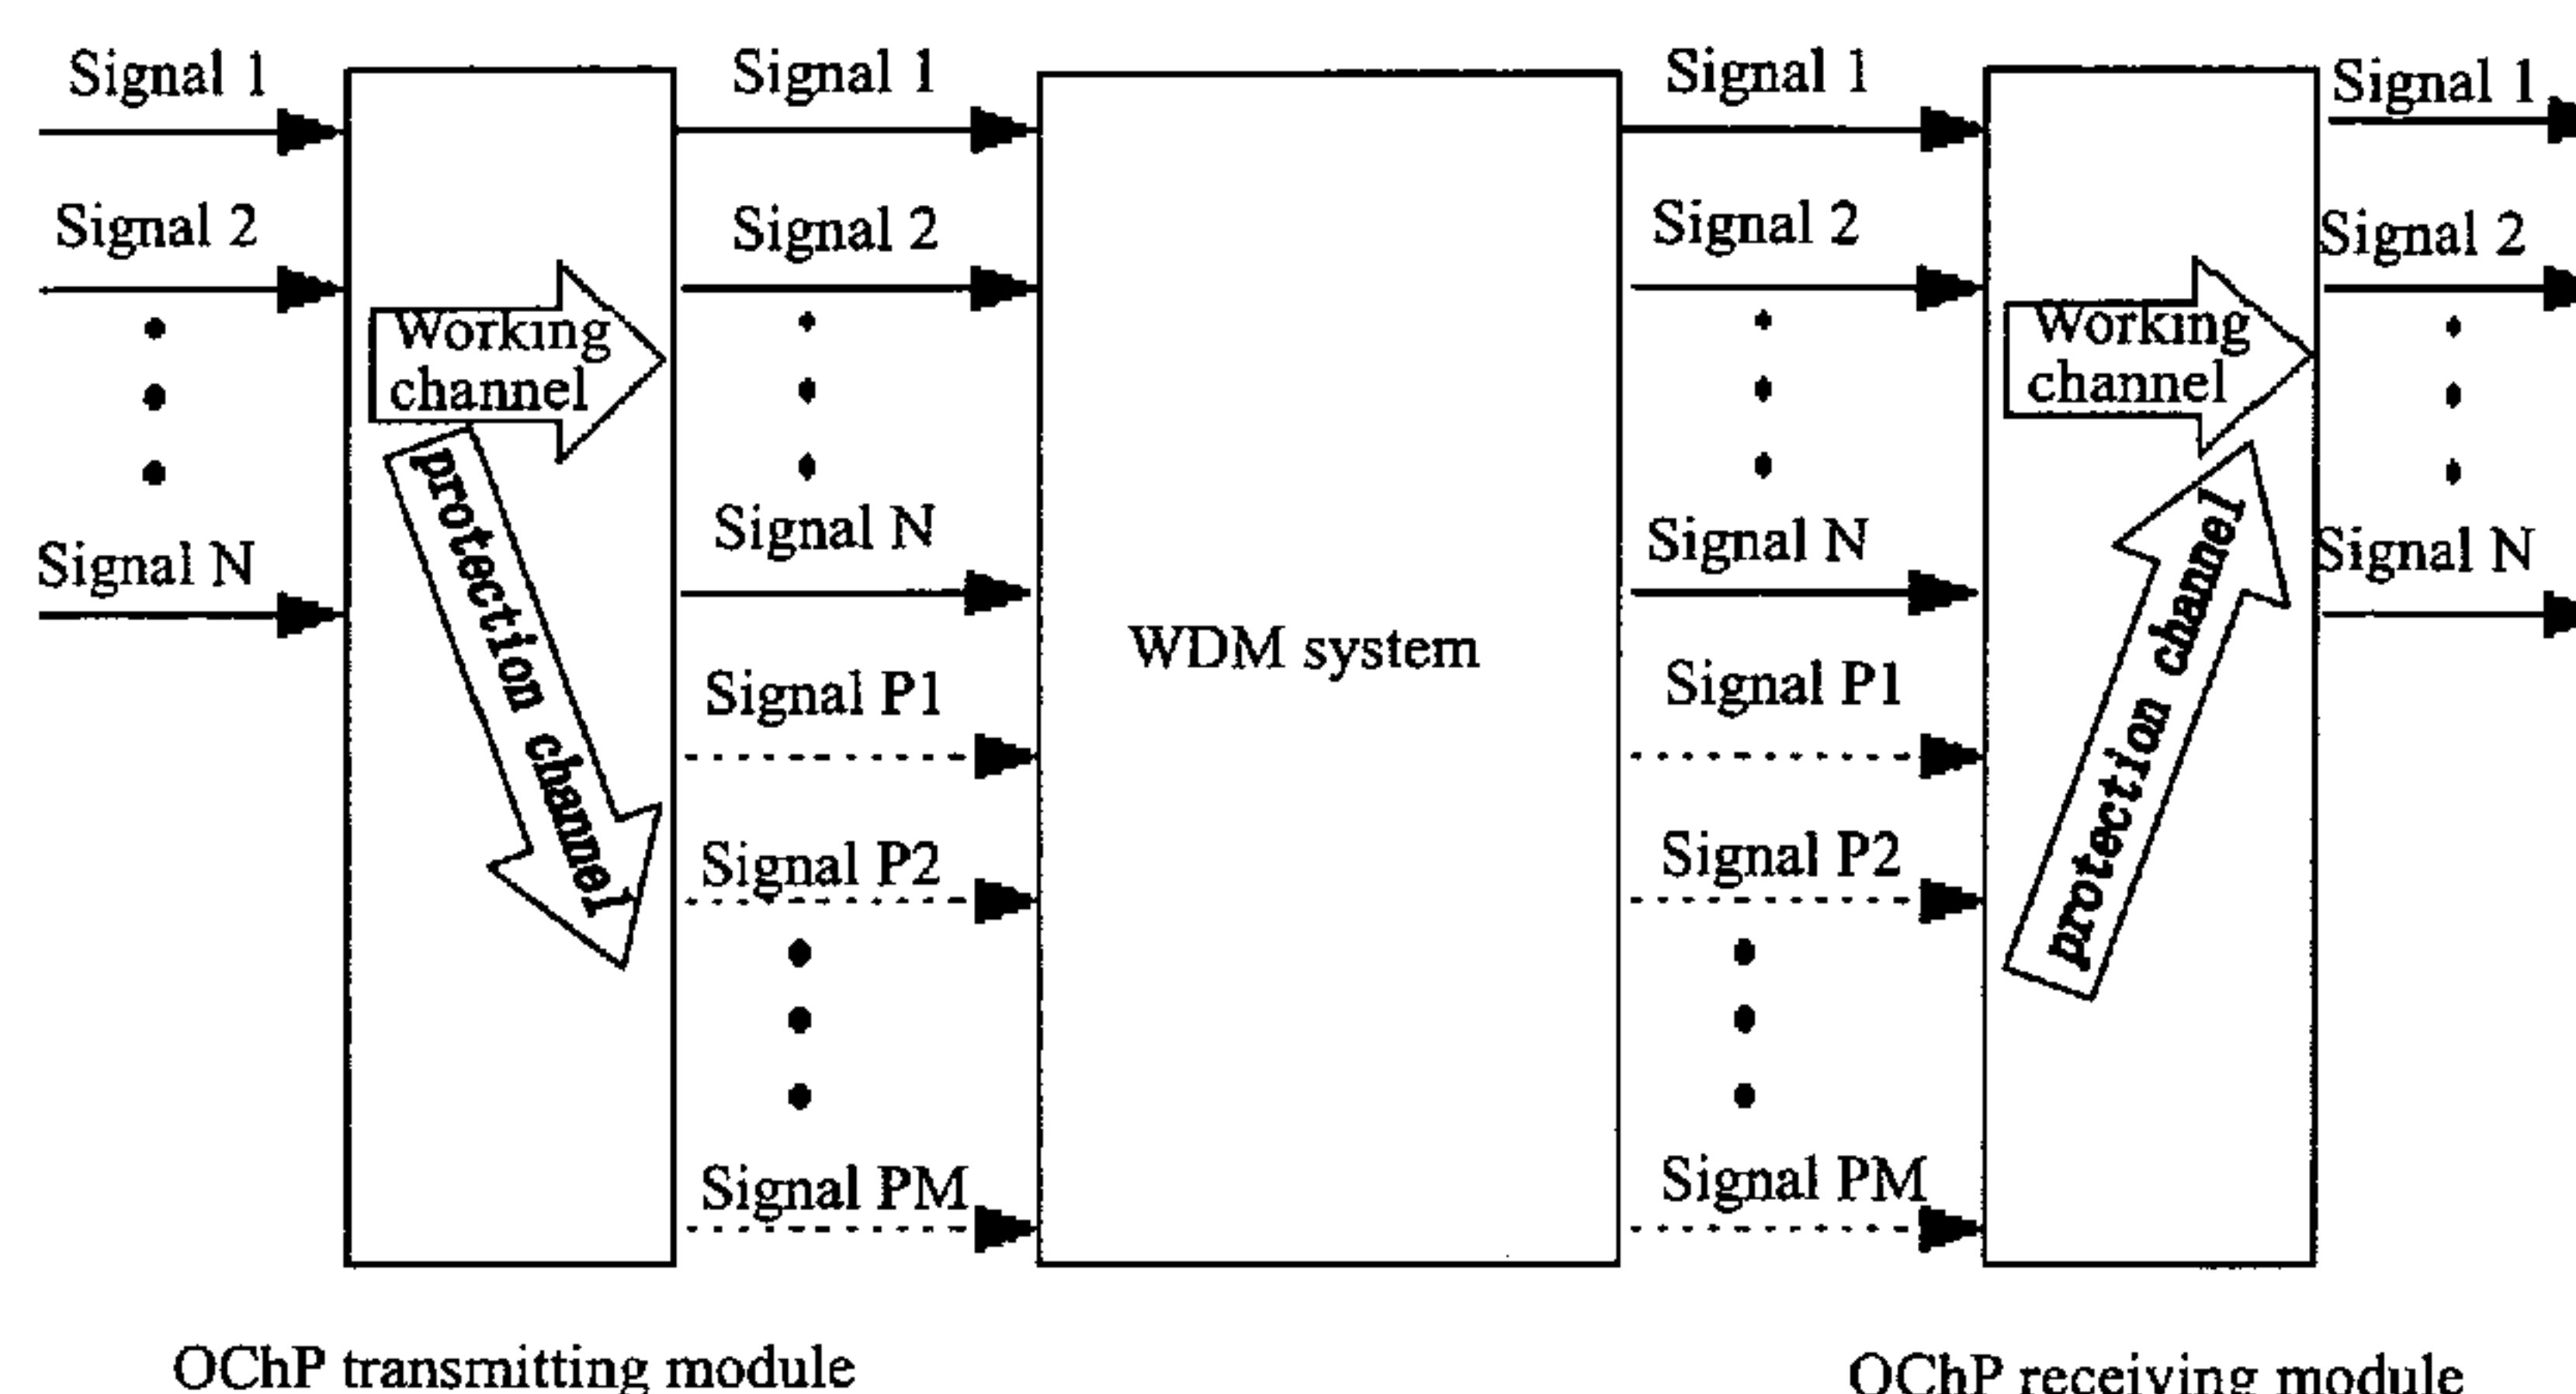 Signal 1
Signal 1
Signal 1
Signal 1
Signal 2
Signal 2
Signal 2
Signal 2
Working
channel
Working
channel
Signal N
Signal N
Signal N
Signal N
protection channel
protection channel
WDM system
Signal P1
Signal P1
Signal P2
Signal P2
Signal PM
Signal PM
OChP transmitting module
OChP receiving module